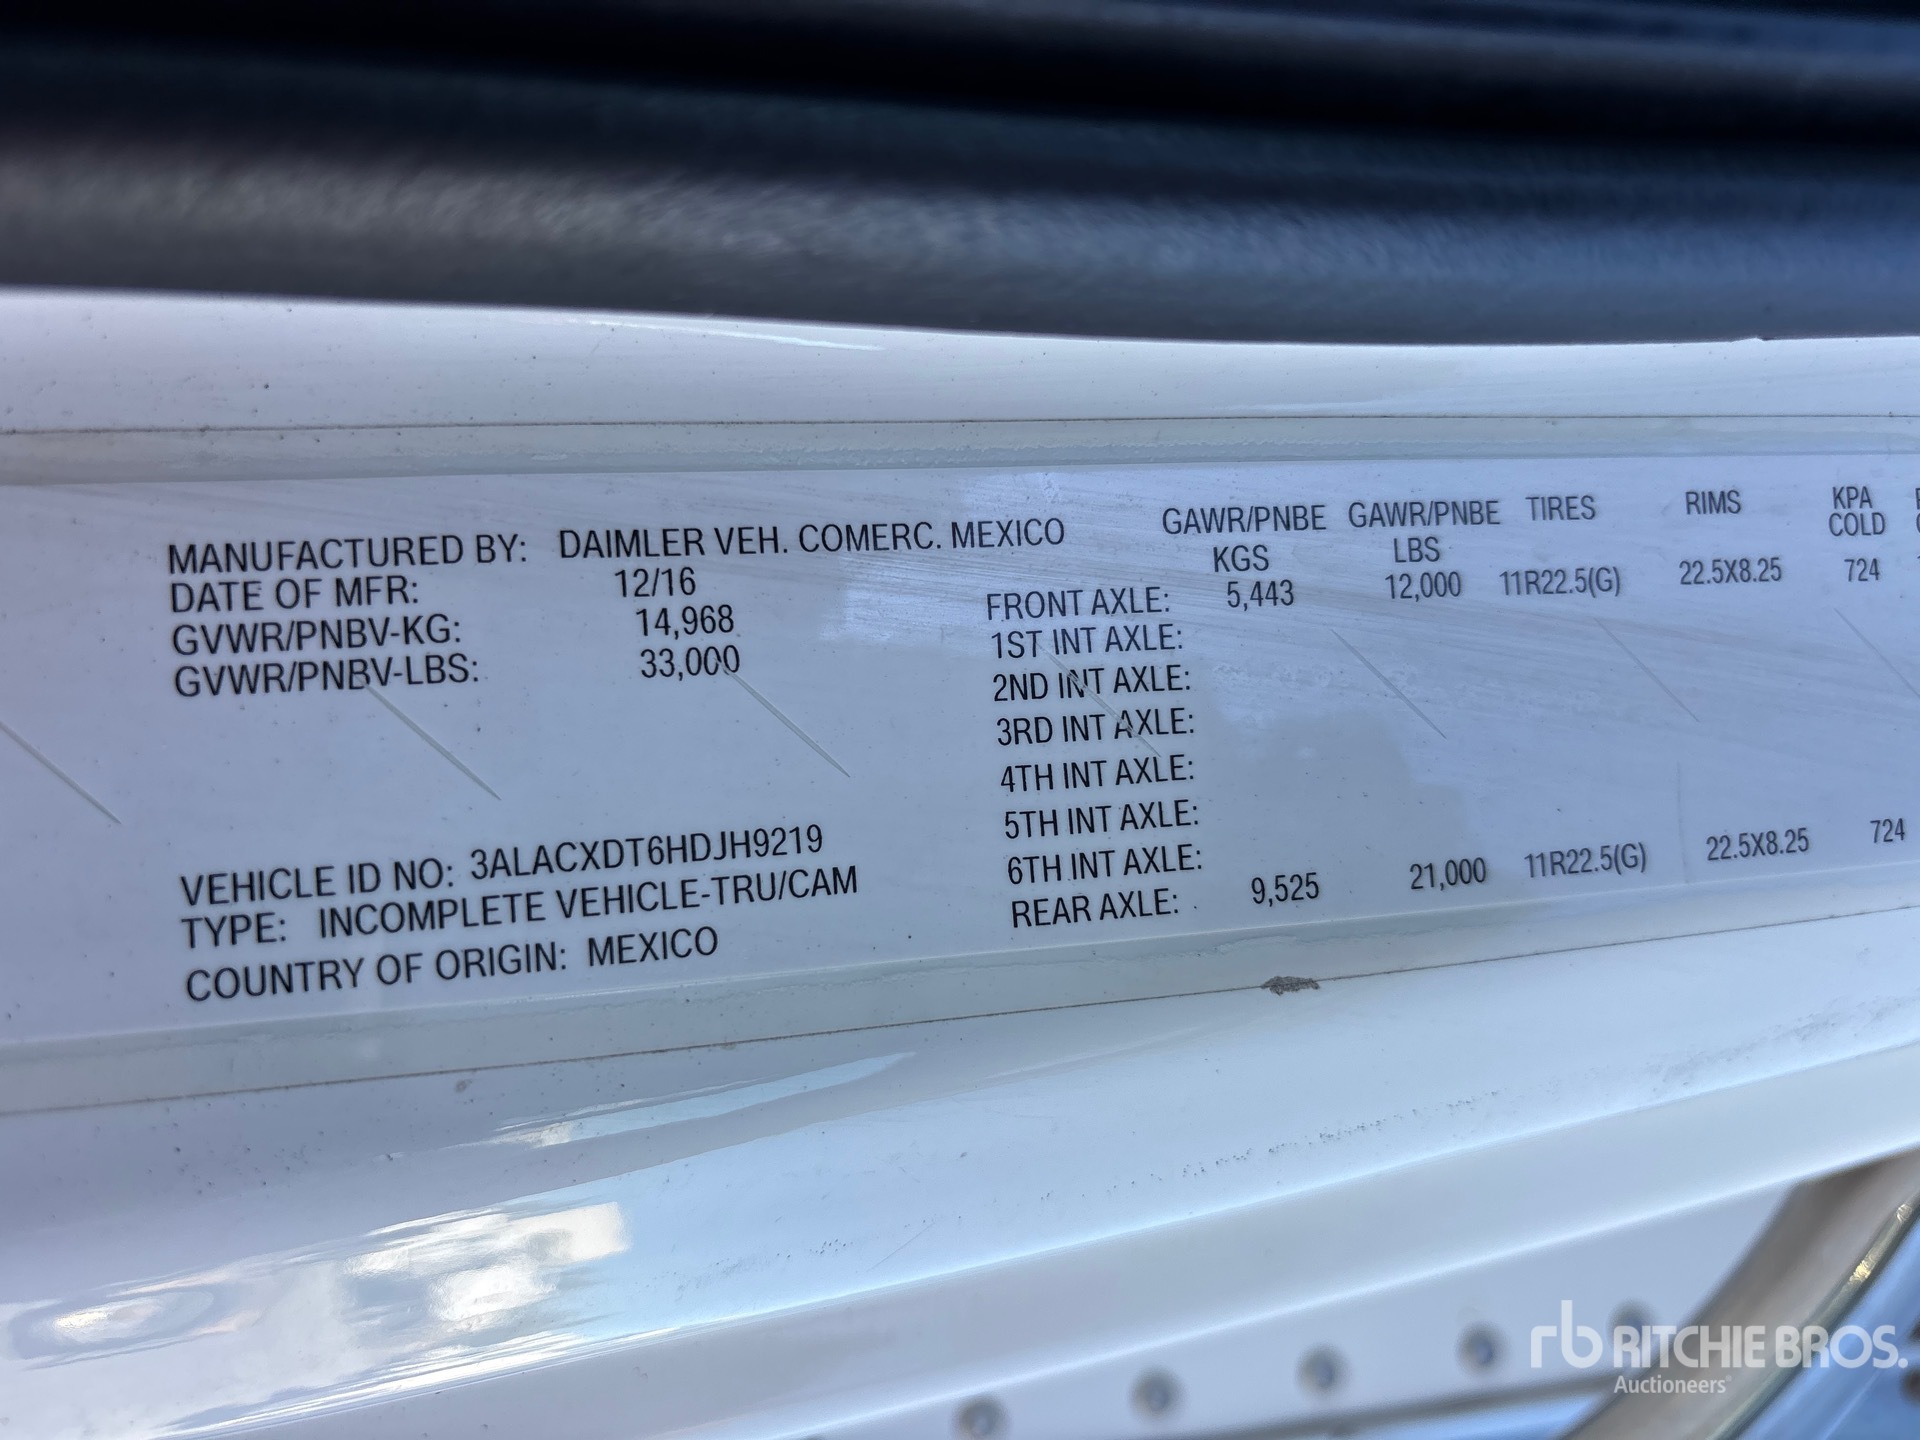 MANUFACTURED BY: DAIMLER VEH. COMERC. MEXICO
DATE OF MFR: 12/16
GVWR/PNBV-KG: 14,968
GVWR/PNBV-LBS: 33,000
VEHICLE ID NO: 3ALACXDT6HDJH9219
TYPE: INCOMPLETE VEHICLE-TRU/CAM
COUNTRY OF ORIGIN: MEXICO
GAWR/PNBE GAWR/PNBE TIRES RIMS KPA
KGS LBS COLD
FRONT AXLE: 5,443 12,000 11R22.5(G) 22.5X8.25 724
1ST INT AXLE:
2ND INT AXLE:
3RD INT AXLE:
4TH INT AXLE:
5TH INT AXLE:
6TH INT AXLE:
REAR AXLE: 9,525 21,000 11R22.5(G) 22.5X8.25 724
rb RITCHIE BROS.
Auctioneers